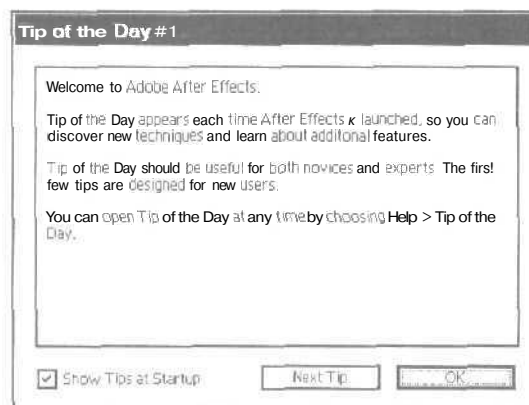 Tip of the Day #1
Welcome to Adobe After Effects.
Tip of the Day appears each time After Effects к launched, so you can
discover new techniques and learn about additonal features.
Tip of the Day should be useful for both novices and experts The firs!
few tips are designed for new users.
You can open Tip of the Day at any time by choosing Help > Tip of the
Day.
Show Tips at Startup
Next Tip
OK